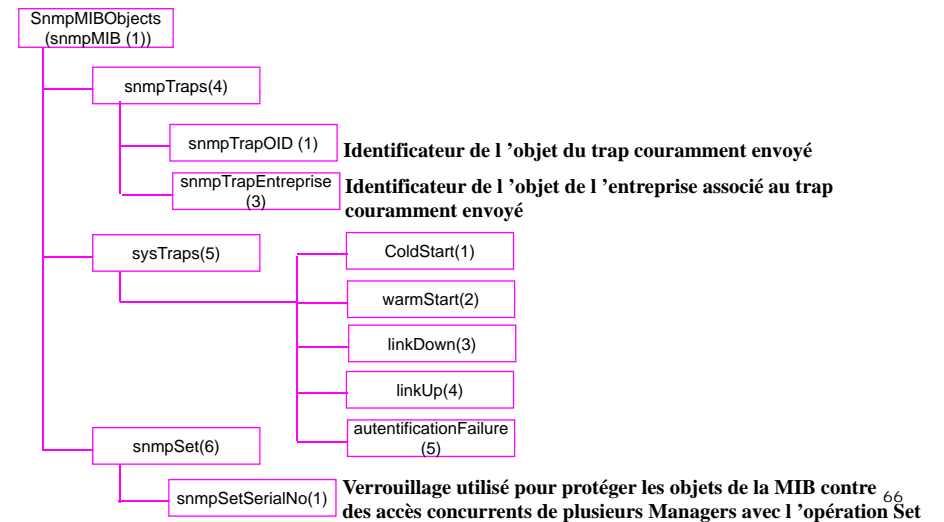 SnmpMIBObjects
(snmpMIB (1))
snmpTraps(4)
snmpTrapOID (1)
Identificateur de l ’objet du trap couramment envoyé
snmpTrapEntreprise
(3)
Identificateur de l ’objet de l ’entreprise associé au trap
couramment envoyé
sysTraps(5)
ColdStart(1)
warmStart(2)
linkDown(3)
linkUp(4)
autentificationFailure
(5)
snmpSet(6)
snmpSetSerialNo(1)
Verrouillage utilisé pour protéger les objets de la MIB contre
des accès concurrents de plusieurs Managers avec l ’opération Set
66